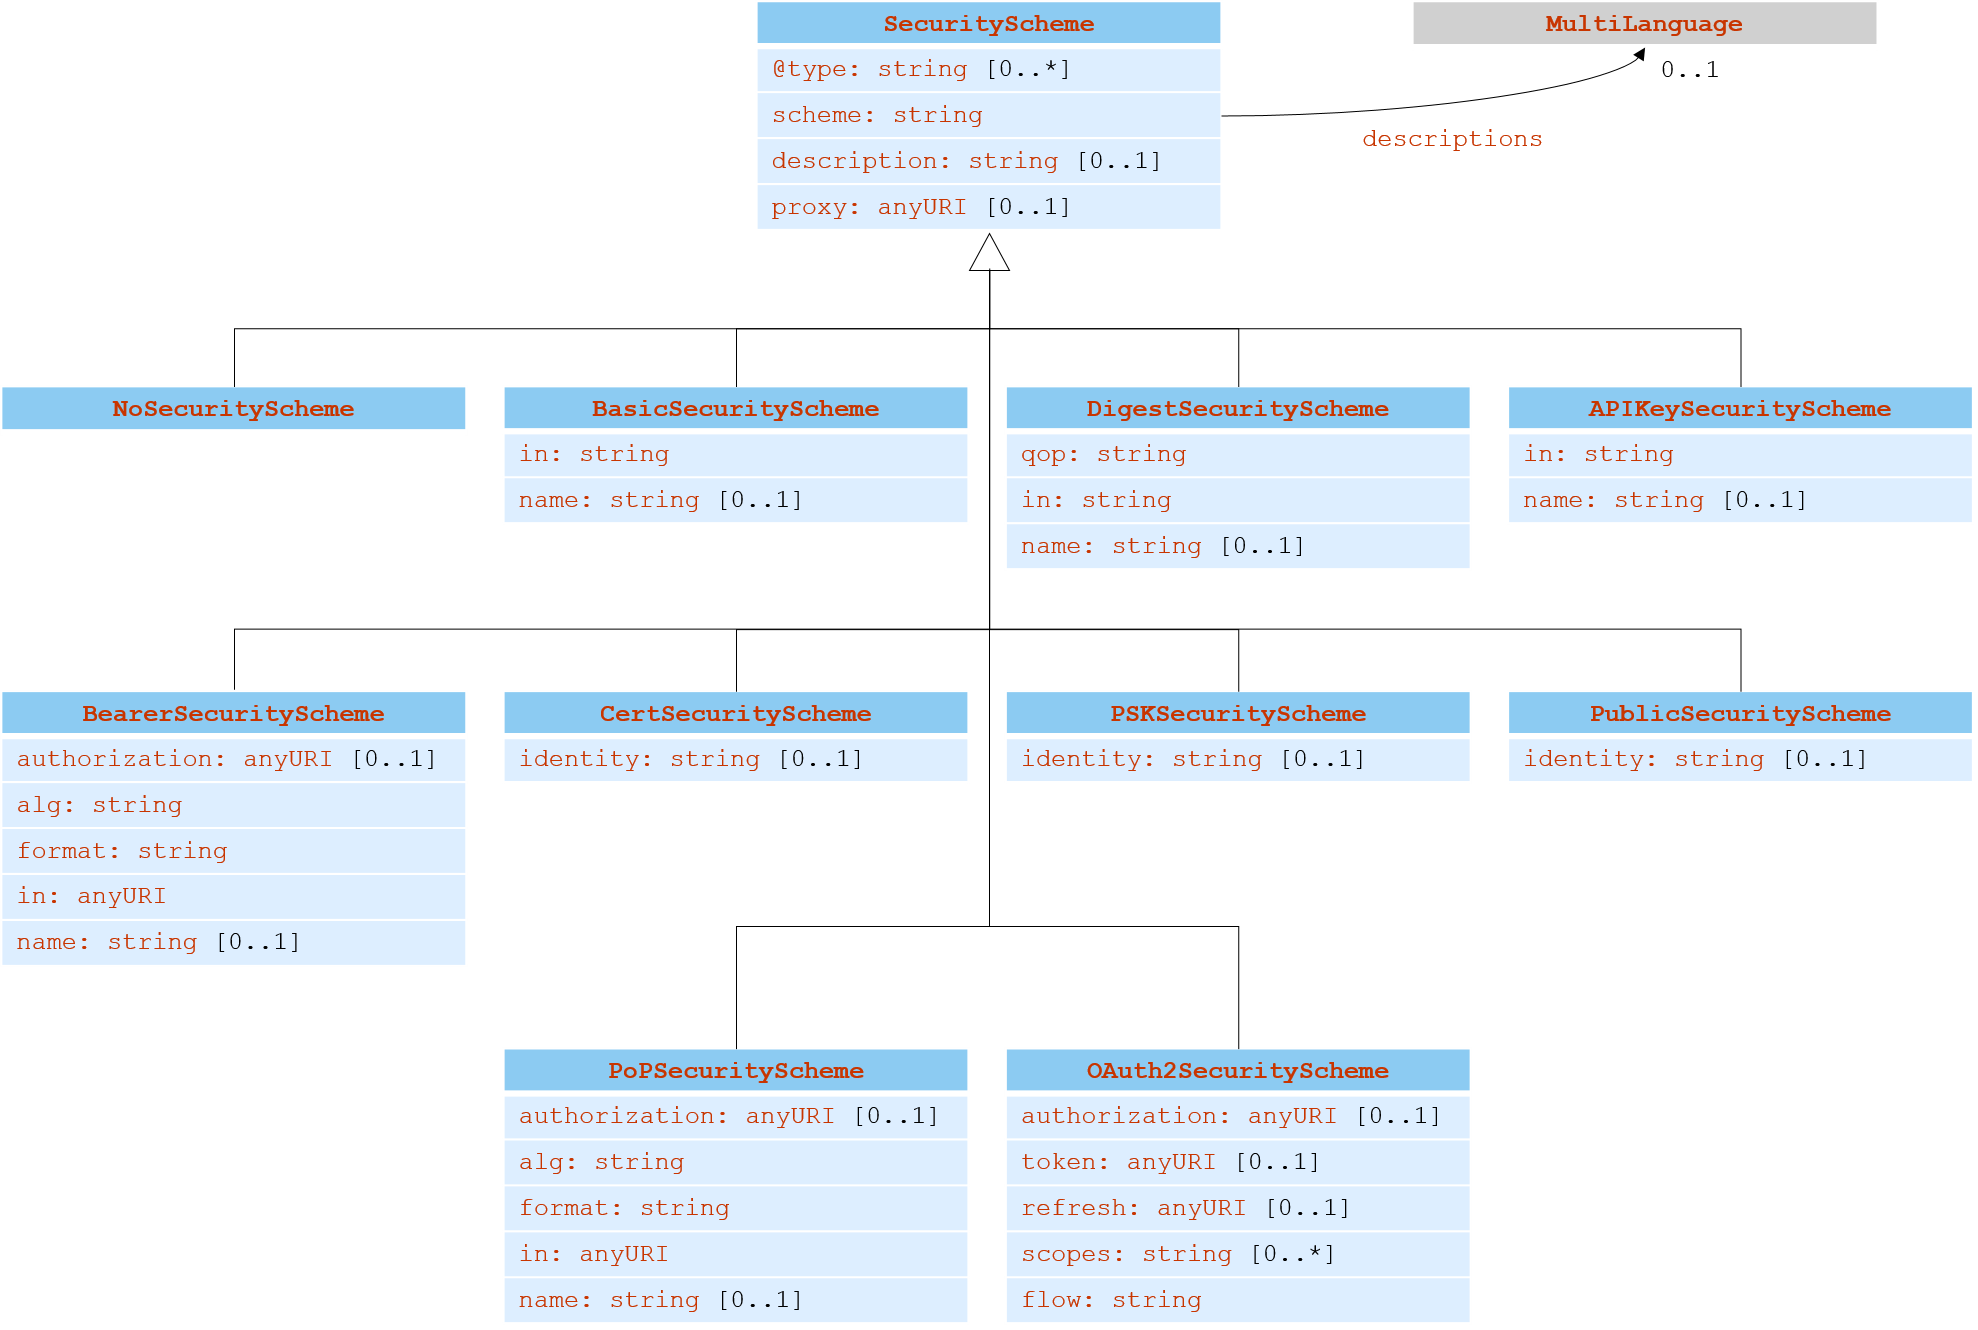 SecurityScheme
@type: string [0..*]
scheme: string
description: string [0..1]
proxy: anyURI [0..1]
MultiLanguage
0..1
descriptions
NoSecurityScheme
BasicSecurityScheme
in: string
name: string [0..1]
DigestSecurityScheme
qop: string
in: string
name: string [0..1]
APIKeySecurityScheme
in: string
name: string [0..1]
BearerSecurityScheme
authorization: anyURI [0..1]
alg: string
format: string
in: anyURI
name: string [0..1]
CertSecurityScheme
identity: string [0..1]
PSKSecurityScheme
identity: string [0..1]
PublicSecurityScheme
identity: string [0..1]
PoPSecurityScheme
authorization: anyURI [0..1]
alg: string
format: string
in: anyURI
name: string [0..1]
OAuth2SecurityScheme
authorization: anyURI [0..1]
token: anyURI [0..1]
refresh: anyURI [0..1]
scopes: string [0..*]
flow: string